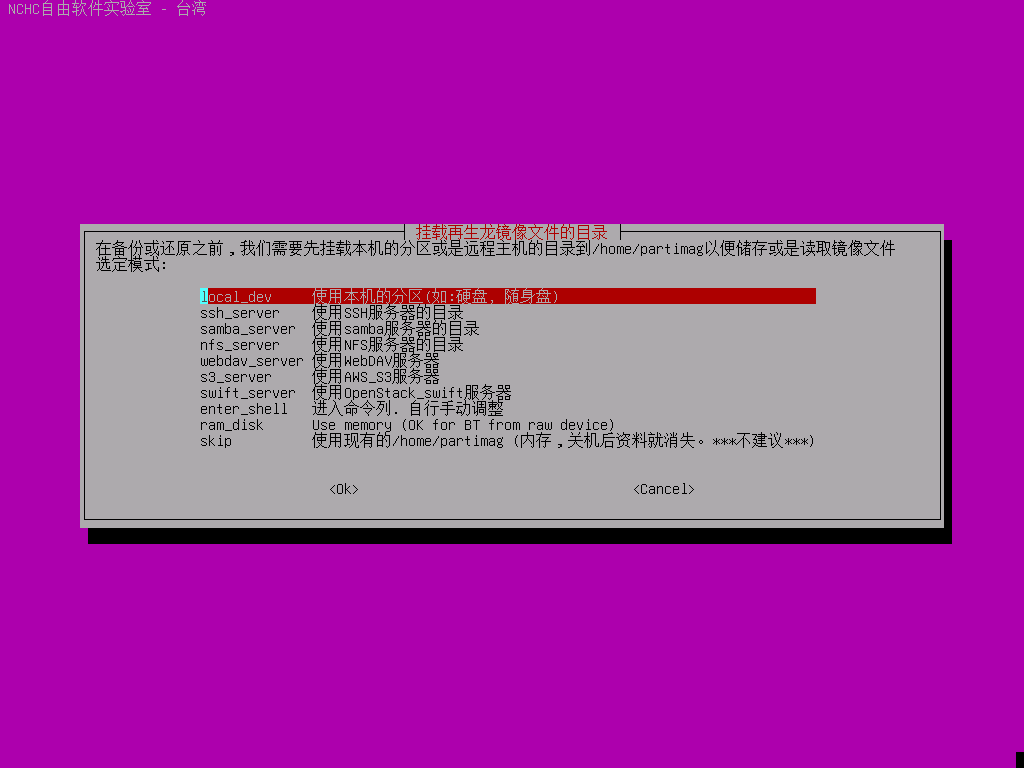 NCHC自由软件实验室 - 台湾
挂载再生龙镜像文件的目录
在备份或还原之前,我们需要先挂载本机的分区或是远程主机的目录到/home/partimag以便储存或是读取镜像文件
选定模式:
local_dev 使用本机的分区(如:硬盘, 随身盘)
ssh_server 使用SSH服务器的目录
samba_server 使用samba服务器的目录
nfs_server 使用NFS服务器的目录
webdav_server 使用WebDAV服务器
s3_server 使用AWS_S3服务器
swift_server 使用OpenStack_swift服务器
enter_shell 进入命令列. 自行手动调整
ram_disk Use memory (OK for BT from raw device)
skip 使用现有的/home/partimag (内存,关机后资料就消失。***不建议***)
<Ok> <Cancel>